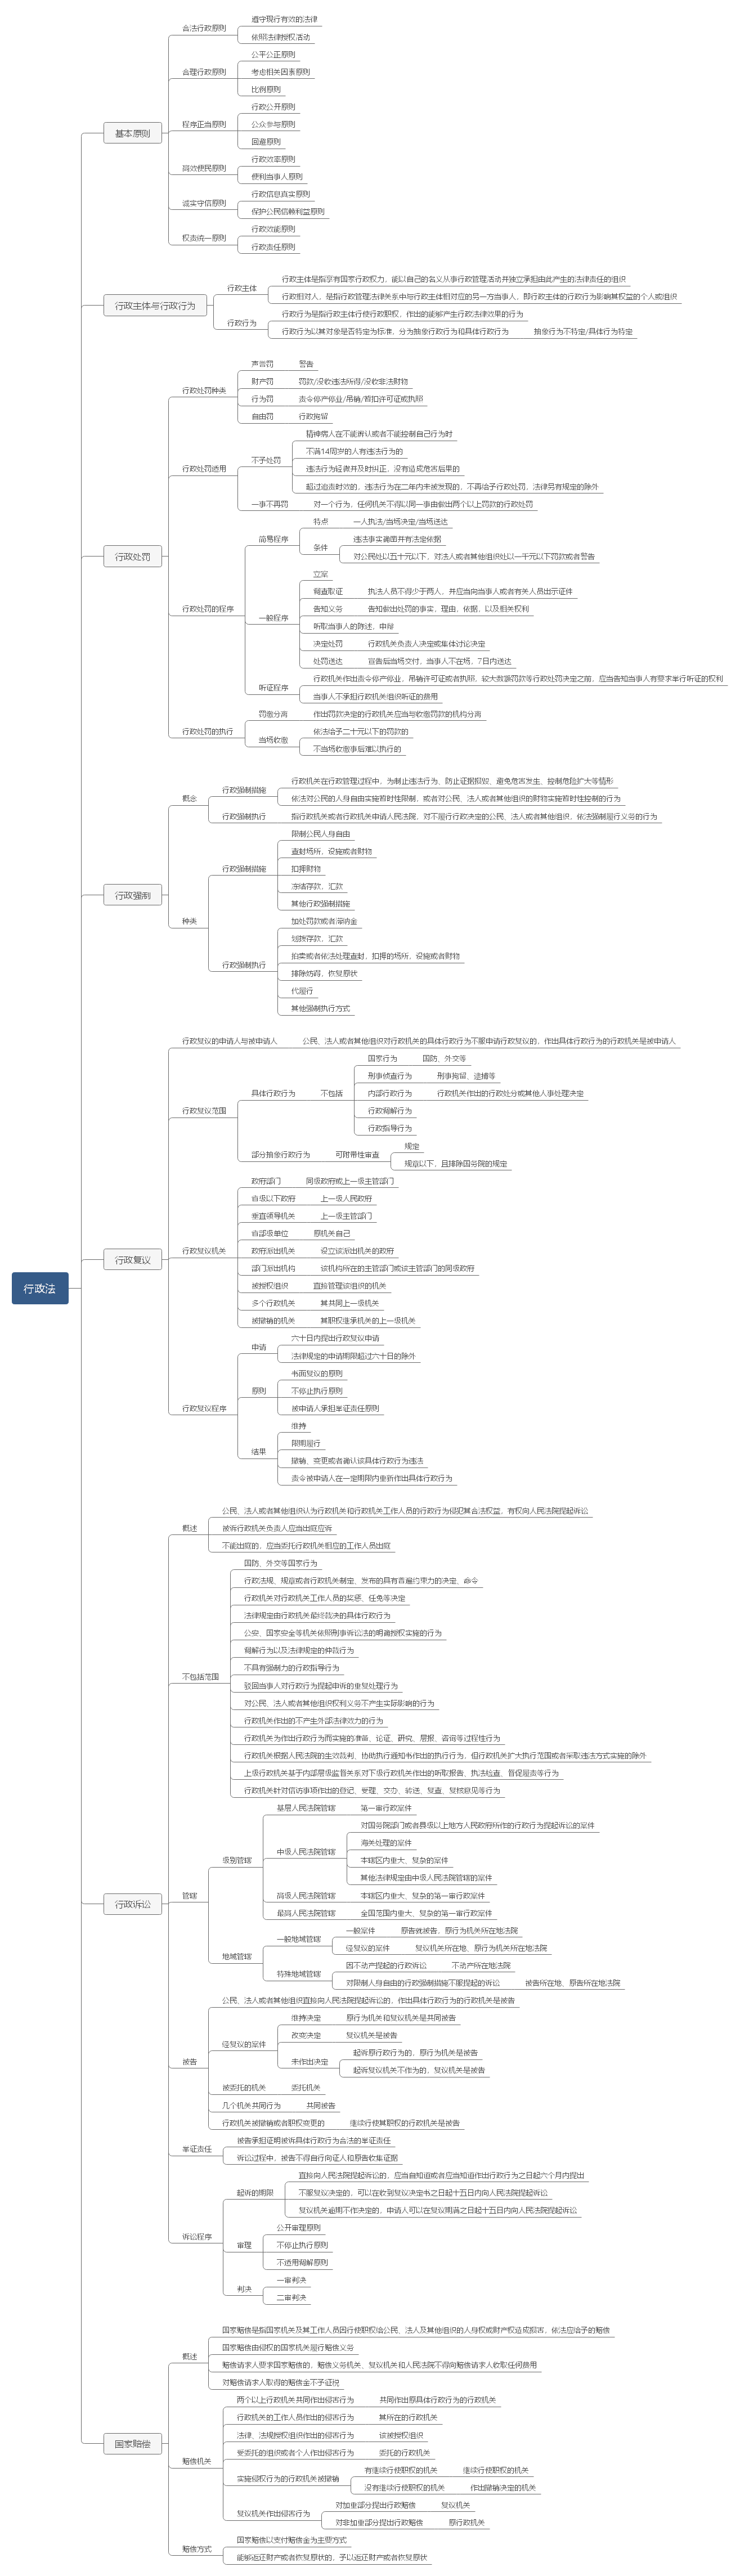 行政法
基本原则
合法行政原则
遵守现行有效的法律
依照法律授权活动
合理行政原则
公平公正原则
考虑相关因素原则
比例原则
程序正当原则
行政公开原则
公众参与原则
回避原则
高效便民原则
行政效率原则
便利当事人原则
诚实守信原则
行政信息真实原则
保护公民信赖利益原则
权责统一原则
行政效能原则
行政责任原则
行政主体与行政行为
行政主体
行政主体是指享有国家行政权力，能以自己的名义从事行政管理活动并独立承担由此产生的法律责任的组织
行政相对人，是指行政管理法律关系中与行政主体相对应的另一方当事人，即行政主体的行政行为影响其权益的个人或组织
行政行为
行政行为是指行政主体行使行政职权，作出的能够产生行政法律效果的行为
行政行为以其对象是否特定为标准，分为抽象行政行为和具体行政行为 抽象行为不特定/具体行为特定
行政处罚
行政处罚种类
声誉罚 警告
财产罚 罚款/没收违法所得/没收非法财物
行为罚 责令停产停业/吊销/暂扣许可证或执照
自由罚 行政拘留
行政处罚适用
不予处罚
精神病人在不能辨认或者不能控制自己行为时
不满14周岁的人有违法行为的
违法行为轻微并及时纠正，没有造成危害后果的
超过追责时效的，违法行为在二年内未被发现的，不再给予行政处罚，法律另有规定的除外
一事不再罚 对一个行为，任何机关不得以同一事由做出两个以上罚款的行政处罚
行政处罚的程序
简易程序
特点 一人执法/当场决定/当场送达
条件
违法事实确凿并有法定依据
对公民处以五十元以下，对法人或者其他组织处以一千元以下罚款或者警告
一般程序
立案
调查取证 执法人员不得少于两人，并应当向当事人或者有关人员出示证件
告知义务 告知做出处罚的事实，理由，依据，以及相关权利
听取当事人的陈述，申辩
决定处罚 行政机关负责人决定或集体讨论决定
处罚送达 宣告后当场交付，当事人不在场，7日内送达
听证程序
行政机关作出责令停产停业，吊销许可证或者执照，较大数额罚款等行政处罚决定之前，应当告知当事人有要求举行听证的权利
当事人不承担行政机关组织听证的费用
行政处罚的执行
罚缴分离 作出罚款决定的行政机关应当与收缴罚款的机构分离
当场收缴
依法给予二十元以下的罚款的
不当场收缴事后难以执行的
行政强制
概念
行政强制措施
行政机关在行政管理过程中，为制止违法行为、防止证据损毁、避免危害发生、控制危险扩大等情形
依法对公民的人身自由实施暂时性限制，或者对公民、法人或者其他组织的财物实施暂时性控制的行为
行政强制执行 指行政机关或者行政机关申请人民法院，对不履行行政决定的公民、法人或者其他组织，依法强制履行义务的行为
种类
行政强制措施
限制公民人身自由
查封场所，设施或者财物
扣押财物
冻结存款，汇款
其他行政强制措施
行政强制执行
加处罚款或者滞纳金
划拨存款，汇款
拍卖或者依法处理查封，扣押的场所，设施或者财物
排除妨碍，恢复原状
代履行
其他强制执行方式
行政复议
行政复议的申请人与被申请人 公民、法人或者其他组织对行政机关的具体行政行为不服申请行政复议的，作出具体行政行为的行政机关是被申请人
行政复议范围
具体行政行为 不包括
国家行为 国防、外交等
刑事侦查行为 刑事拘留、逮捕等
内部行政行为 行政机关作出的行政处分或其他人事处理决定
行政调解行为
行政指导行为
部分抽象行政行为 可附带性审查
规定
规章以下，且排除国务院的规定
行政复议机关
政府部门 同级政府或上一级主管部门
省级以下政府 上一级人民政府
垂直领导机关 上一级主管部门
省部级单位 原机关自己
政府派出机关 设立该派出机关的政府
部门派出机构 该机构所在的主管部门或该主管部门的同级政府
被授权组织 直接管理该组织的机关
多个行政机关 其共同上一级机关
被撤销的机关 其职权继承机关的上一级机关
行政复议程序
申请
六十日内提出行政复议申请
法律规定的申请期限超过六十日的除外
原则
书面复议的原则
不停止执行原则
被申请人承担举证责任原则
结果
维持
限期履行
撤销、变更或者确认该具体行政行为违法
责令被申请人在一定期限内重新作出具体行政行为
行政诉讼
概述
公民、法人或者其他组织认为行政机关和行政机关工作人员的行政行为侵犯其合法权益，有权向人民法院提起诉讼
被诉行政机关负责人应当出庭应诉
不能出庭的，应当委托行政机关相应的工作人员出庭
不包括范围
国防、外交等国家行为
行政法规、规章或者行政机关制定、发布的具有普遍约束力的决定、命令
行政机关对行政机关工作人员的奖惩、任免等决定
法律规定由行政机关最终裁决的具体行政行为
公安、国家安全等机关依照刑事诉讼法的明确授权实施的行为
调解行为以及法律规定的仲裁行为
不具有强制力的行政指导行为
驳回当事人对行政行为提起申诉的重复处理行为
对公民、法人或者其他组织权利义务不产生实际影响的行为
行政机关作出的不产生外部法律效力的行为
行政机关为作出行政行为而实施的准备、论证、研究、层报、咨询等过程性行为
行政机关根据人民法院的生效裁判、协助执行通知书作出的执行行为，但行政机关扩大执行范围或者采取违法方式实施的除外
上级行政机关基于内部层级监督关系对下级行政机关作出的听取报告、执法检查、督促履责等行为
行政机关针对信访事项作出的登记、受理、交办、转送、复查、复核意见等行为
管辖
级别管辖
基层人民法院管辖 第一审行政案件
中级人民法院管辖
对国务院部门或者县级以上地方人民政府所作的行政行为提起诉讼的案件
海关处理的案件
本辖区内重大、复杂的案件
其他法律规定由中级人民法院管辖的案件
高级人民法院管辖 本辖区内重大、复杂的第一审行政案件
最高人民法院管辖 全国范围内重大、复杂的第一审行政案件
地域管辖
一般地域管辖
一般案件 原告就被告，原行为机关所在地法院
经复议的案件 复议机关所在地、原行为机关所在地法院
特殊地域管辖
因不动产提起的行政诉讼 不动产所在地法院
对限制人身自由的行政强制措施不服提起的诉讼 被告所在地、原告所在地法院
被告
公民、法人或者其他组织直接向人民法院提起诉讼的，作出具体行政行为的行政机关是被告
经复议的案件
维持决定 原行为机关和复议机关是共同被告
改变决定 复议机关是被告
未作出决定
起诉原行政行为的，原行为机关是被告
起诉复议机关不作为的，复议机关是被告
被委托的机关 委托机关
几个机关共同行为 共同被告
行政机关被撤销或者职权变更的 继续行使其职权的行政机关是被告
举证责任
被告承担证明被诉具体行政行为合法的举证责任
诉讼过程中，被告不得自行向证人和原告收集证据
诉讼程序
起诉的期限
直接向人民法院提起诉讼的，应当自知道或者应当知道作出行政行为之日起六个月内提出
不服复议决定的，可以在收到复议决定书之日起十五日内向人民法院提起诉讼
复议机关逾期不作决定的，申请人可以在复议期满之日起十五日内向人民法院提起诉讼
审理
公开审理原则
不停止执行原则
不适用调解原则
判决
一审判决
二审判决
国家赔偿
概述
国家赔偿是指国家机关及其工作人员因行使职权给公民、法人及其他组织的人身权或财产权造成损害，依法应给予的赔偿
国家赔偿由侵权的国家机关履行赔偿义务
赔偿请求人要求国家赔偿的，赔偿义务机关、复议机关和人民法院不得向赔偿请求人收取任何费用
对赔偿请求人取得的赔偿金不予征税
赔偿机关
两个以上行政机关共同作出侵害行为 共同作出原具体行政行为的行政机关
行政机关的工作人员作出的侵害行为 其所在的行政机关
法律、法规授权组织作出的侵害行为 该被授权组织
受委托的组织或者个人作出侵害行为 委托的行政机关
实施侵权行为的行政机关被撤销
有继续行使职权的机关 继续行使职权的机关
没有继续行使职权的机关 作出撤销决定的机关
复议机关作出侵害行为
对加重部分提出行政赔偿 复议机关
对非加重部分提出行政赔偿 原行政机关
赔偿方式
国家赔偿以支付赔偿金为主要方式
能够返还财产或者恢复原状的，予以返还财产或者恢复原状